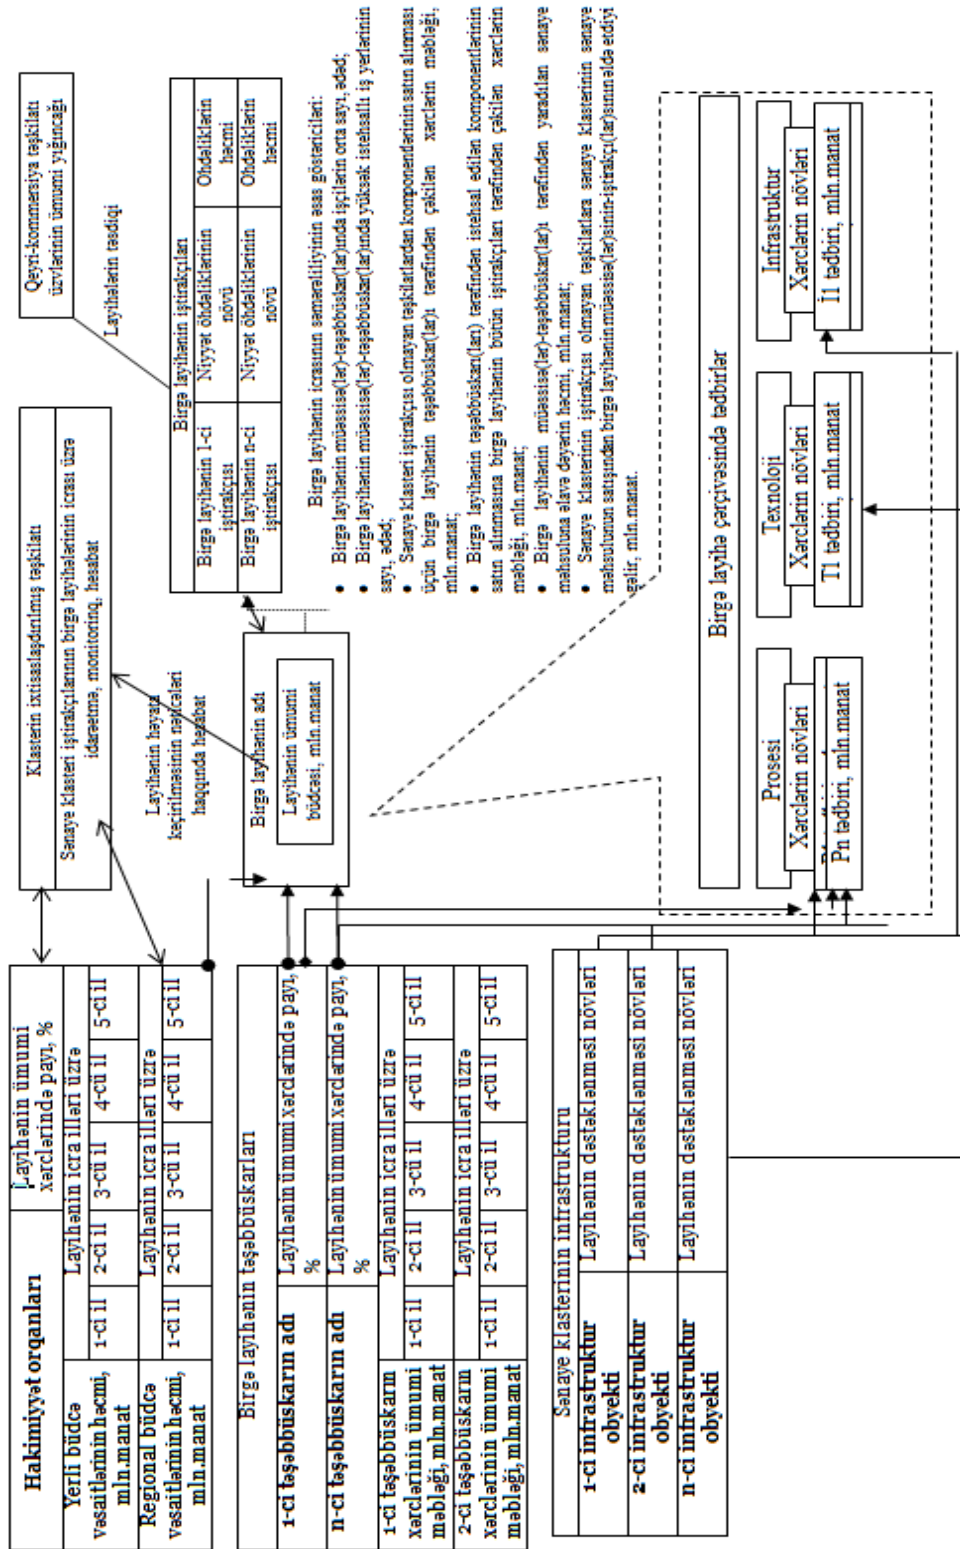 Hakimiyyət orqanları
Layihənin ümumi
xərclərində payı, %
Yerli büdcə
vəsaitlərinin həcmi,
mln.manat
Layihənin icra illəri üzrə
1-ci il 2-ci il 3-cü il 4-cü il 5-ci il
Regional büdcə
vəsaitlərinin həcmi,
mln.manat
Layihənin icra illəri üzrə
1-ci il 2-ci il 3-cü il 4-cü il 5-ci il
Klasterin ixtisaslaşdırılmış təşkilatı
Sənaye klasteri iştirakçılarının birgə layihələrinin icrası üzrə
idarəetmə, monitorinq, hesabat
Qeyri-kommersiya təşkilatı
üzvlərinin ümumi yığıncağı
Layihələrin təsdiqi
Layihənin həyata
keçirilməsinin nəticələri
haqqında hesabat
Birgə layihənin iştirakçıları
Birgə layihənin 1-ci
iştirakçısı
Niyyət öhdəliklərinin
növü
Öhdəliklərin
həcmi
Birgə layihənin n-ci
iştirakçısı
Niyyət öhdəliklərinin
növü
Öhdəliklərin
həcmi
Birgə layihənin təşəbbüskarları
1-ci təşəbbüskarın adı
Layihənin ümumi xərclərində payı,
%
n-ci təşəbbüskarın adı
Layihənin ümumi xərclərində payı,
%
1-ci təşəbbüskarın
xərclərinin ümumi
məbləği, mln.manat
Layihənin icra illəri üzrə
1-ci il 2-ci il 3-cü il 4-cü il 5-ci il
2-ci təşəbbüskarın
xərclərinin ümumi
məbləği, mln.manat
Layihənin icra illəri üzrə
1-ci il 2-ci il 3-cü il 4-cü il 5-ci il
Birgə layihənin adı
Layihənin ümumi
büdcəsi, mln.manat
Birgə layihənin icrasının səmərəliliyinin əsas göstəriciləri:
• Birgə layihənin müəssisə(lər)-təşəbbüskar(lar)ında işçilərin orta sayı, ədəd;
• Birgə layihənin müəssisə(lər)-təşəbbüskar(lar)ında yüksək istehsallı iş yerlərinin
sayı, ədəd;
• Sənaye klasteri iştirakçısı olmayan təşkilatlardan komponentlərinin satın alınması
üçün birgə layihənin təşəbbüskar(lar)ı tərəfindən çəkilən xərclərin məbləği,
mln.manat;
• Birgə layihənin təşəbbüskarı(ları) tərəfindən istehsal edilən komponentlərinin
satın alınmasına birgə layihənin bütün iştirakçıları tərəfindən çəkilən xərclərin
məbləği, mln.manat;
• Birgə layihənin müəssisə(lər)-təşəbbüskar(lar)ı tərəfindən yaradılan sənaye
məhsuluna əlavə dəyərin həcmi, mln.manat;
• Sənaye klasterinin iştirakçısı olmayan təşkilatlara sənaye klasterinin sənaye
məhsulunun satışından birgə layihənin müəssisə(lər)sinin-iştirakçı(lar)sının əldə etdiyi
gəlir, mln.manat.
Sənaye klasterinin infrastrukturu
1-ci infrastruktur
obyekti
Layihənin dəstəklənməsi növləri
2-ci infrastruktur
obyekti
Layihənin dəstəklənməsi növləri
n-ci infrastruktur
obyekti
Layihənin dəstəklənməsi növləri
Birgə layihə çərçivəsində tədbirlər
Prosesi
Xərclərin növləri
Pn tədbiri, mln.manat
Texnoloji
Xərclərin növləri
T1 tədbiri, mln.manat
Infrastruktur
Xərclərin növləri
İ1 tədbiri, mln.manat